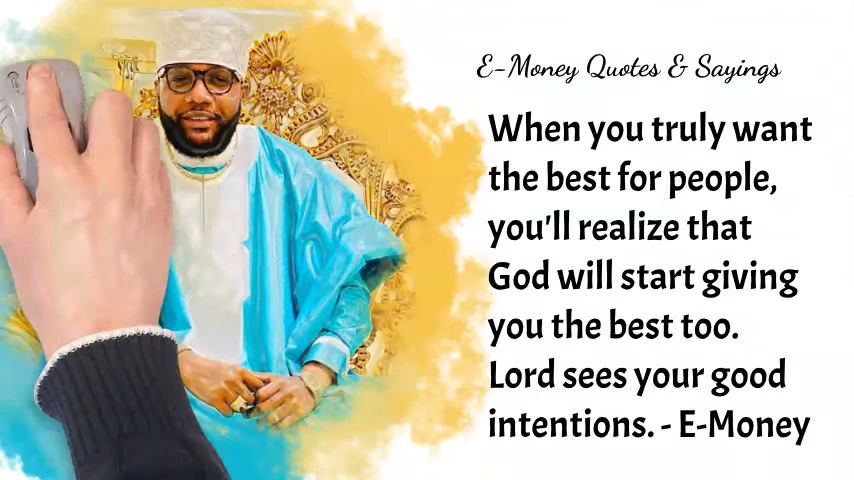 E-Money Quotes & Sayings
When you truly want
the best for people,
you'll realize that
God will start giving
you the best too.
Lord sees your good
intentions. - E-Money